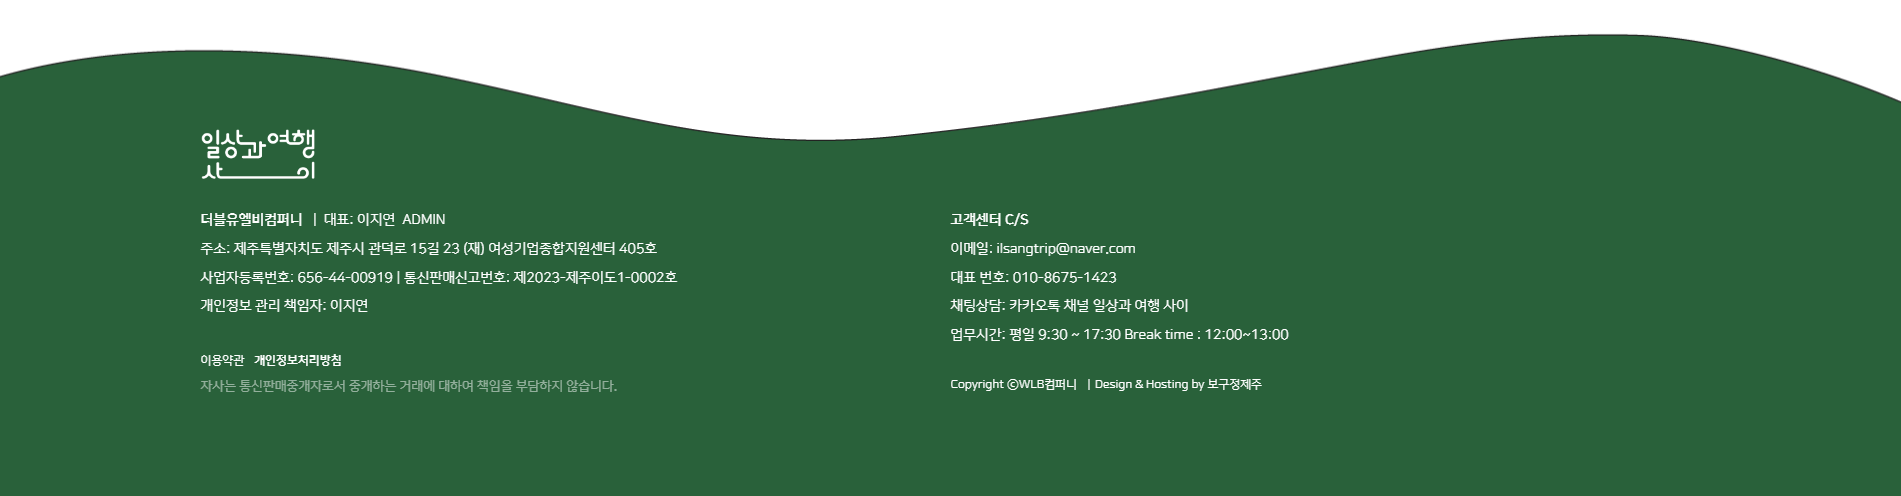 일상과여행
사이
더블유엘비컴퍼니 | 대표: 이지연 ADMIN
주소: 제주특별자치도 제주시 관덕로 15길 23 (재) 여성기업종합지원센터 405호
사업자등록번호: 656-44-00919 | 통신판매신고번호: 제2023-제주이도1-0002호
개인정보 관리 책임자: 이지연
이용약관 개인정보처리방침
자사는 통신판매중개자로서 중개하는 거래에 대하여 책임을 부담하지 않습니다.
고객센터 C/S
이메일: ilsangtrip@naver.com
대표 번호: 010-8675-1423
채팅상담: 카카오톡 채널 일상과 여행 사이
업무시간: 평일 9:30 ~ 17:30 Break time : 12:00~13:00
Copyright ⓒWLB컴퍼니 | Design & Hosting by 보구정제주